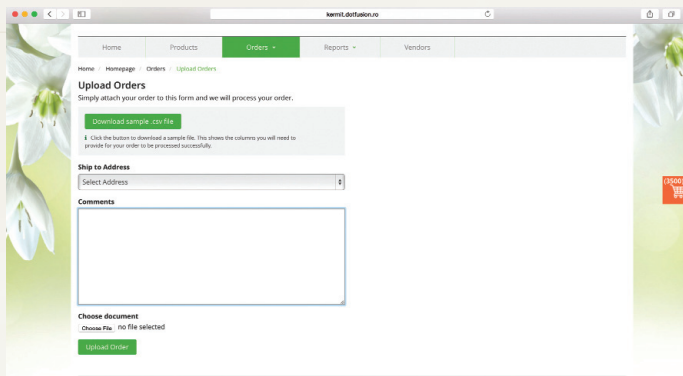 kermit.dotfusion.ro
Home Products Orders Reports Vendors
Home / Homepage / Orders / Upload Orders
Upload Orders
Simply attach your order to this form and we will process your order.
Download sample .csv file
i Click the button to download a sample file. This shows the columns you will need to
provide for your order to be processed successfully.
Ship to Address
Select Address
(3500)
Comments
Choose document
Choose File no file selected
Upload Order